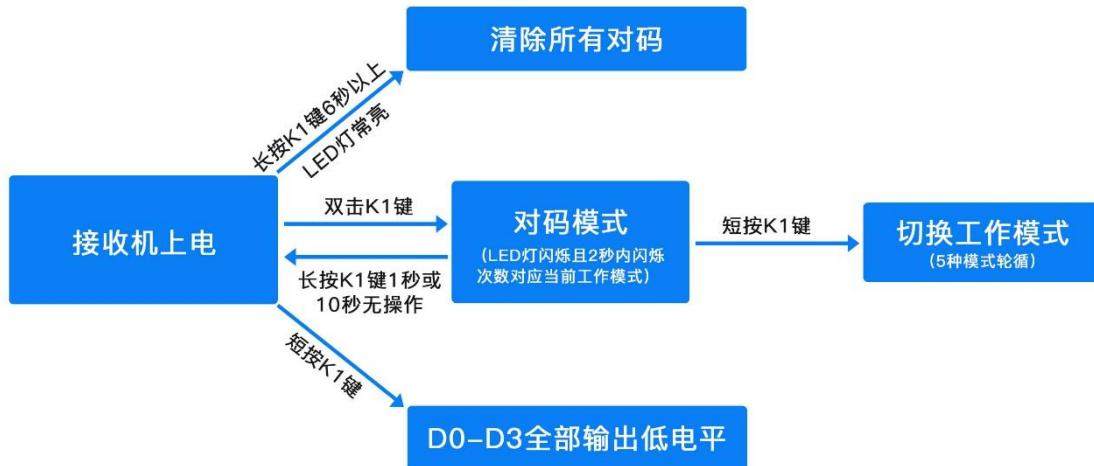 清除所有对码
长按K1键6秒以上
LED灯常亮
接收机上电
双击K1键
长按K1键1秒或
10秒无操作
对码模式
(LED灯闪烁且2秒内闪烁
次数对应当前工作模式)
短按K1键
切换工作模式
(5种模式轮循)
短按K1键
D0-D3全部输出低电平